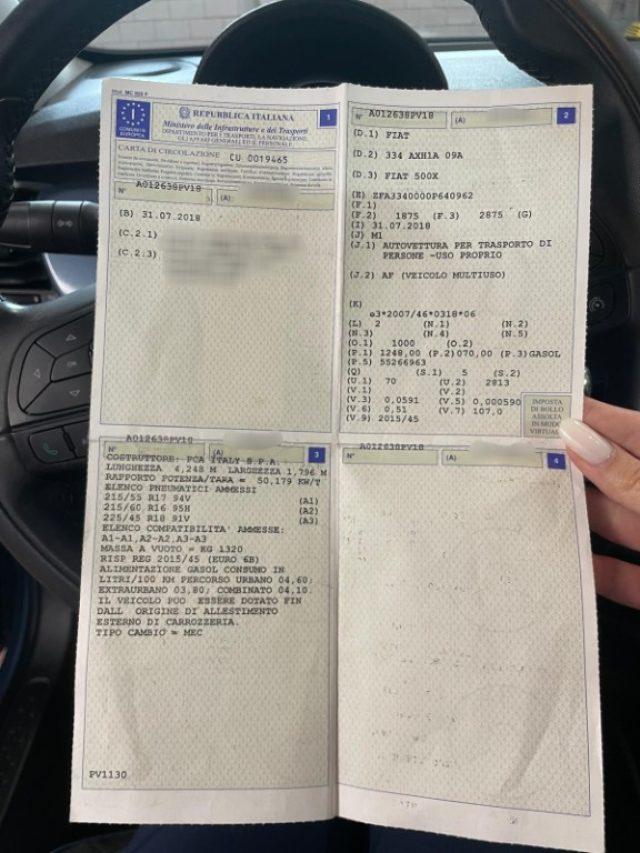 Mod. MC 820 F
REPUBBLICA ITALIANA
1
Ministero delle Infrastrutture e dei Trasporti
DIPARTIMENTO PER I TRASPORTI, LA NAVIGAZIONE,
GLI AFFARI GENERALI ED IL PERSONALE
I
COMUNITÀ
EUROPEA
CARTA DI CIRCOLAZIONE CU 0019465
N° A012638PV18 (A)
(B) 31.07.2018
(C.2.1)
(C.2.3)
N° A012638PV18 (A) 2
(D.1) FIAT
(D.2) 334 AXH1A 09A
(D.3) FIAT 500X
(E) ZFA3340000P640962
(F.1)
(F.2) 1875 (F.3) 2875 (G)
(I) 31.07.2018
(J) M1
(J.1) AUTOVETTURA PER TRASPORTO DI
PERSONE -USO PROPRIO
(J.2) AF (VEICOLO MULTIUSO)
(K)
e3*2007/46*0318*06
(L) 2 (N.1) (N.2)
(N.3) (N.4) (N.5)
(O.1) 1000 (O.2)
(P.1) 1248,00 (P.2)070,00 (P.3)GASOL
(P.5) 55266963
(Q) (S.1) 5 (S.2)
(U.1) 70 (U.2) 2813
(V.1) (V.2)
(V.3) 0,0591 (V.5) 0,000590
(V.6) 0,51 (V.7) 107,0
(V.9) 2015/45
IMPOSTA
DI BOLLO
ASSOLTA
IN MODO
VIRTUALE
N° A012638PV18 (A) 3
COSTRUTTORE: FCA ITALY S.P.A.
LUNGHEZZA 4,248 M LARGHEZZA 1,796 M
RAPPORTO POTENZA/TARA = 50,179 KW/T
ELENCO PNEUMATICI AMMESSI
215/55 R17 94V (A1)
215/60 R16 95H (A2)
225/45 R18 91V (A3)
ELENCO COMPATIBILITA' AMMESSE:
A1-A1,A2-A2,A3-A3
MASSA A VUOTO = KG 1320
RISP REG 2015/45 (EURO 6B)
ALIMENTAZIONE GASOL CONSUMO IN
LITRI/100 KM PERCORSO URBANO 04,60;
EXTRAURBANO 03,80; COMBINATO 04,10.
IL VEICOLO PUO ESSERE DOTATO FIN
DALL ORIGINE DI ALLESTIMENTO
ESTERNO DI CARROZZERIA.
TIPO CAMBIO = MEC
PV1130
N° A012638PV18 (A) 4